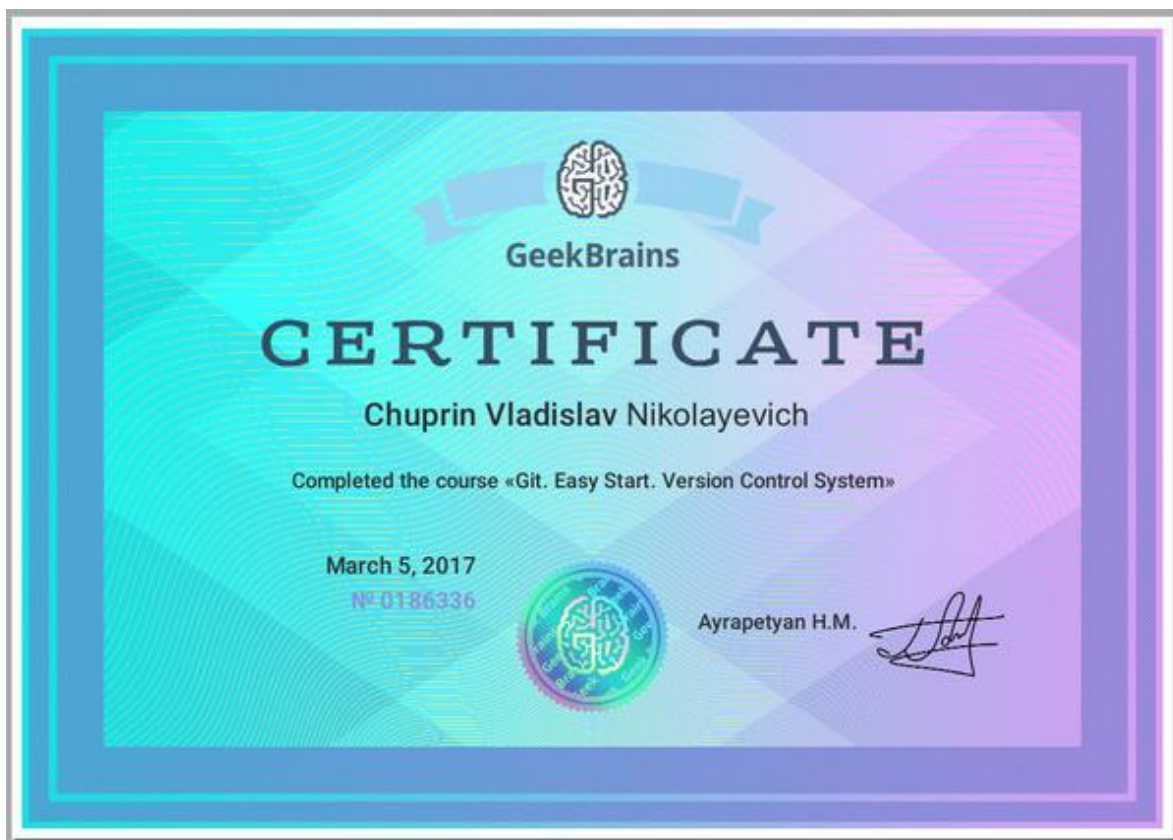 GeekBrains
CERTIFICATE
Chuprin Vladislav Nikolayevich
Completed the course «Git. Easy Start. Version Control System»
March 5, 2017
№ 0186336
Ayrapetyan H.M.